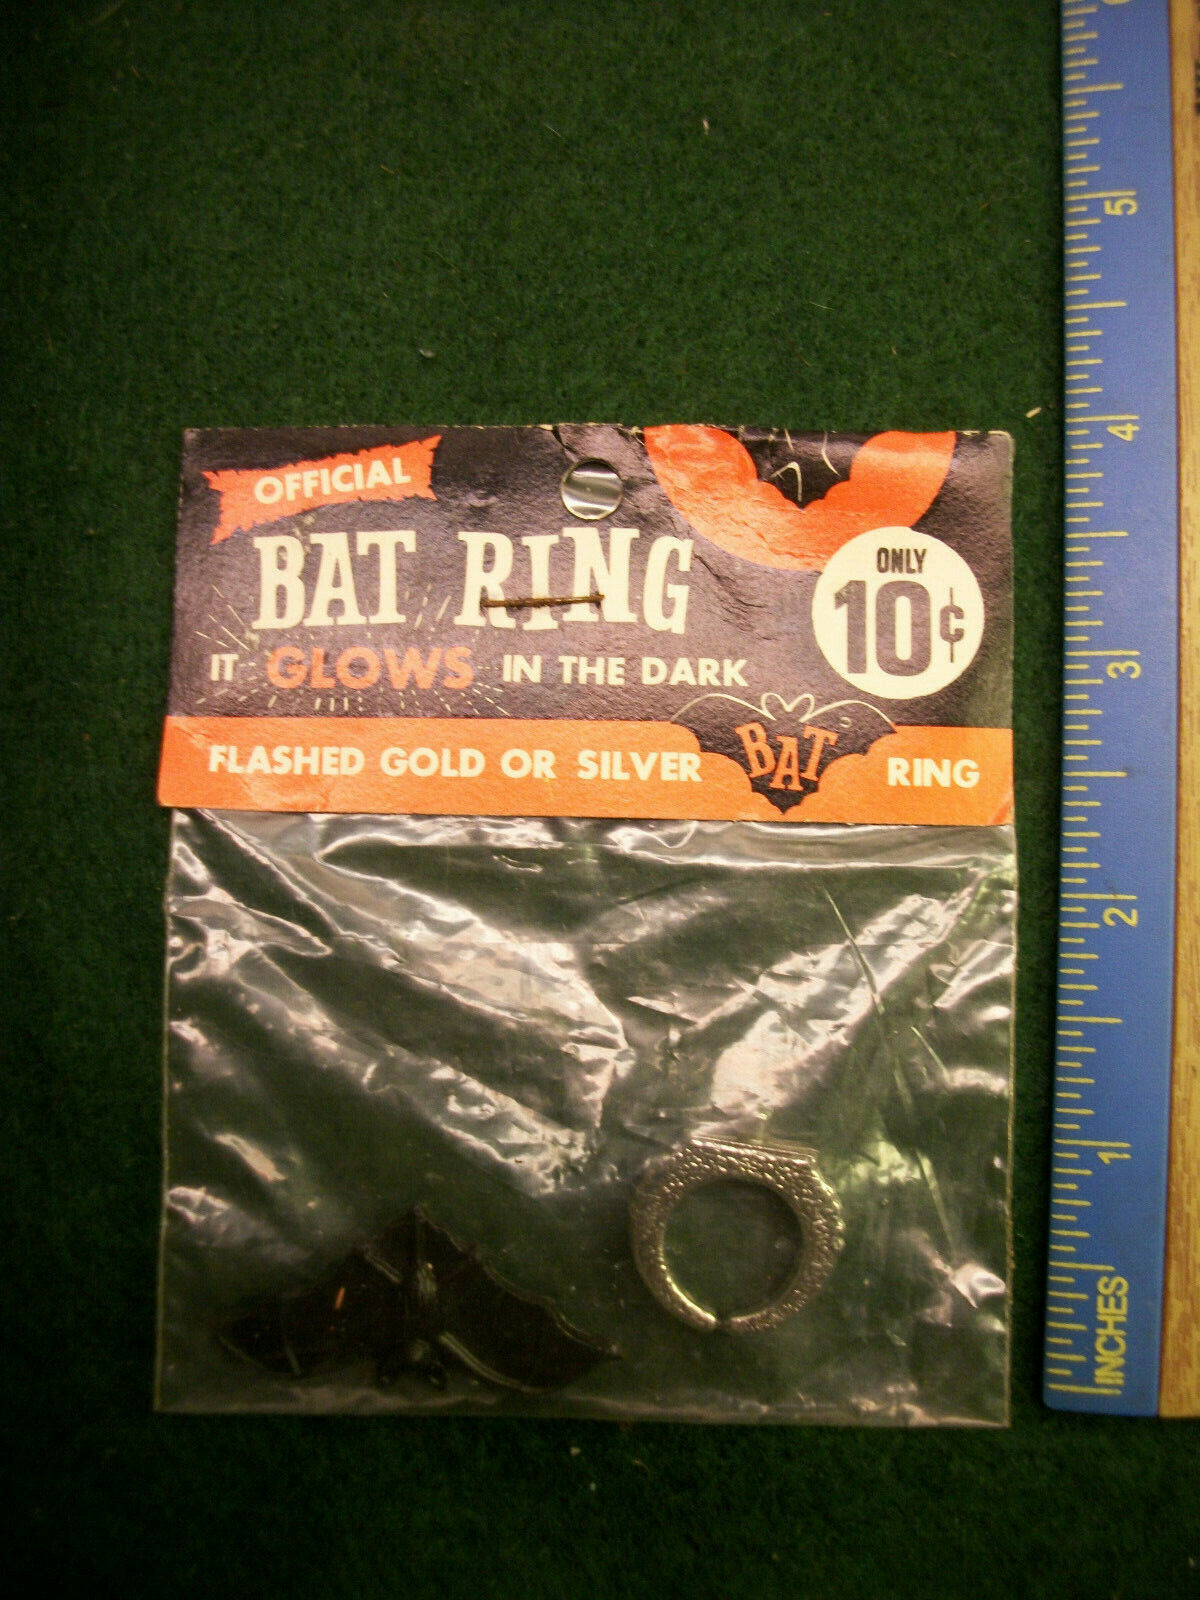 OFFICIAL
BAT RING
ONLY
10¢
IT GLOWS IN THE DARK
FLASHED GOLD OR SILVER BAT RING
5
4
3
2
1
INCHES